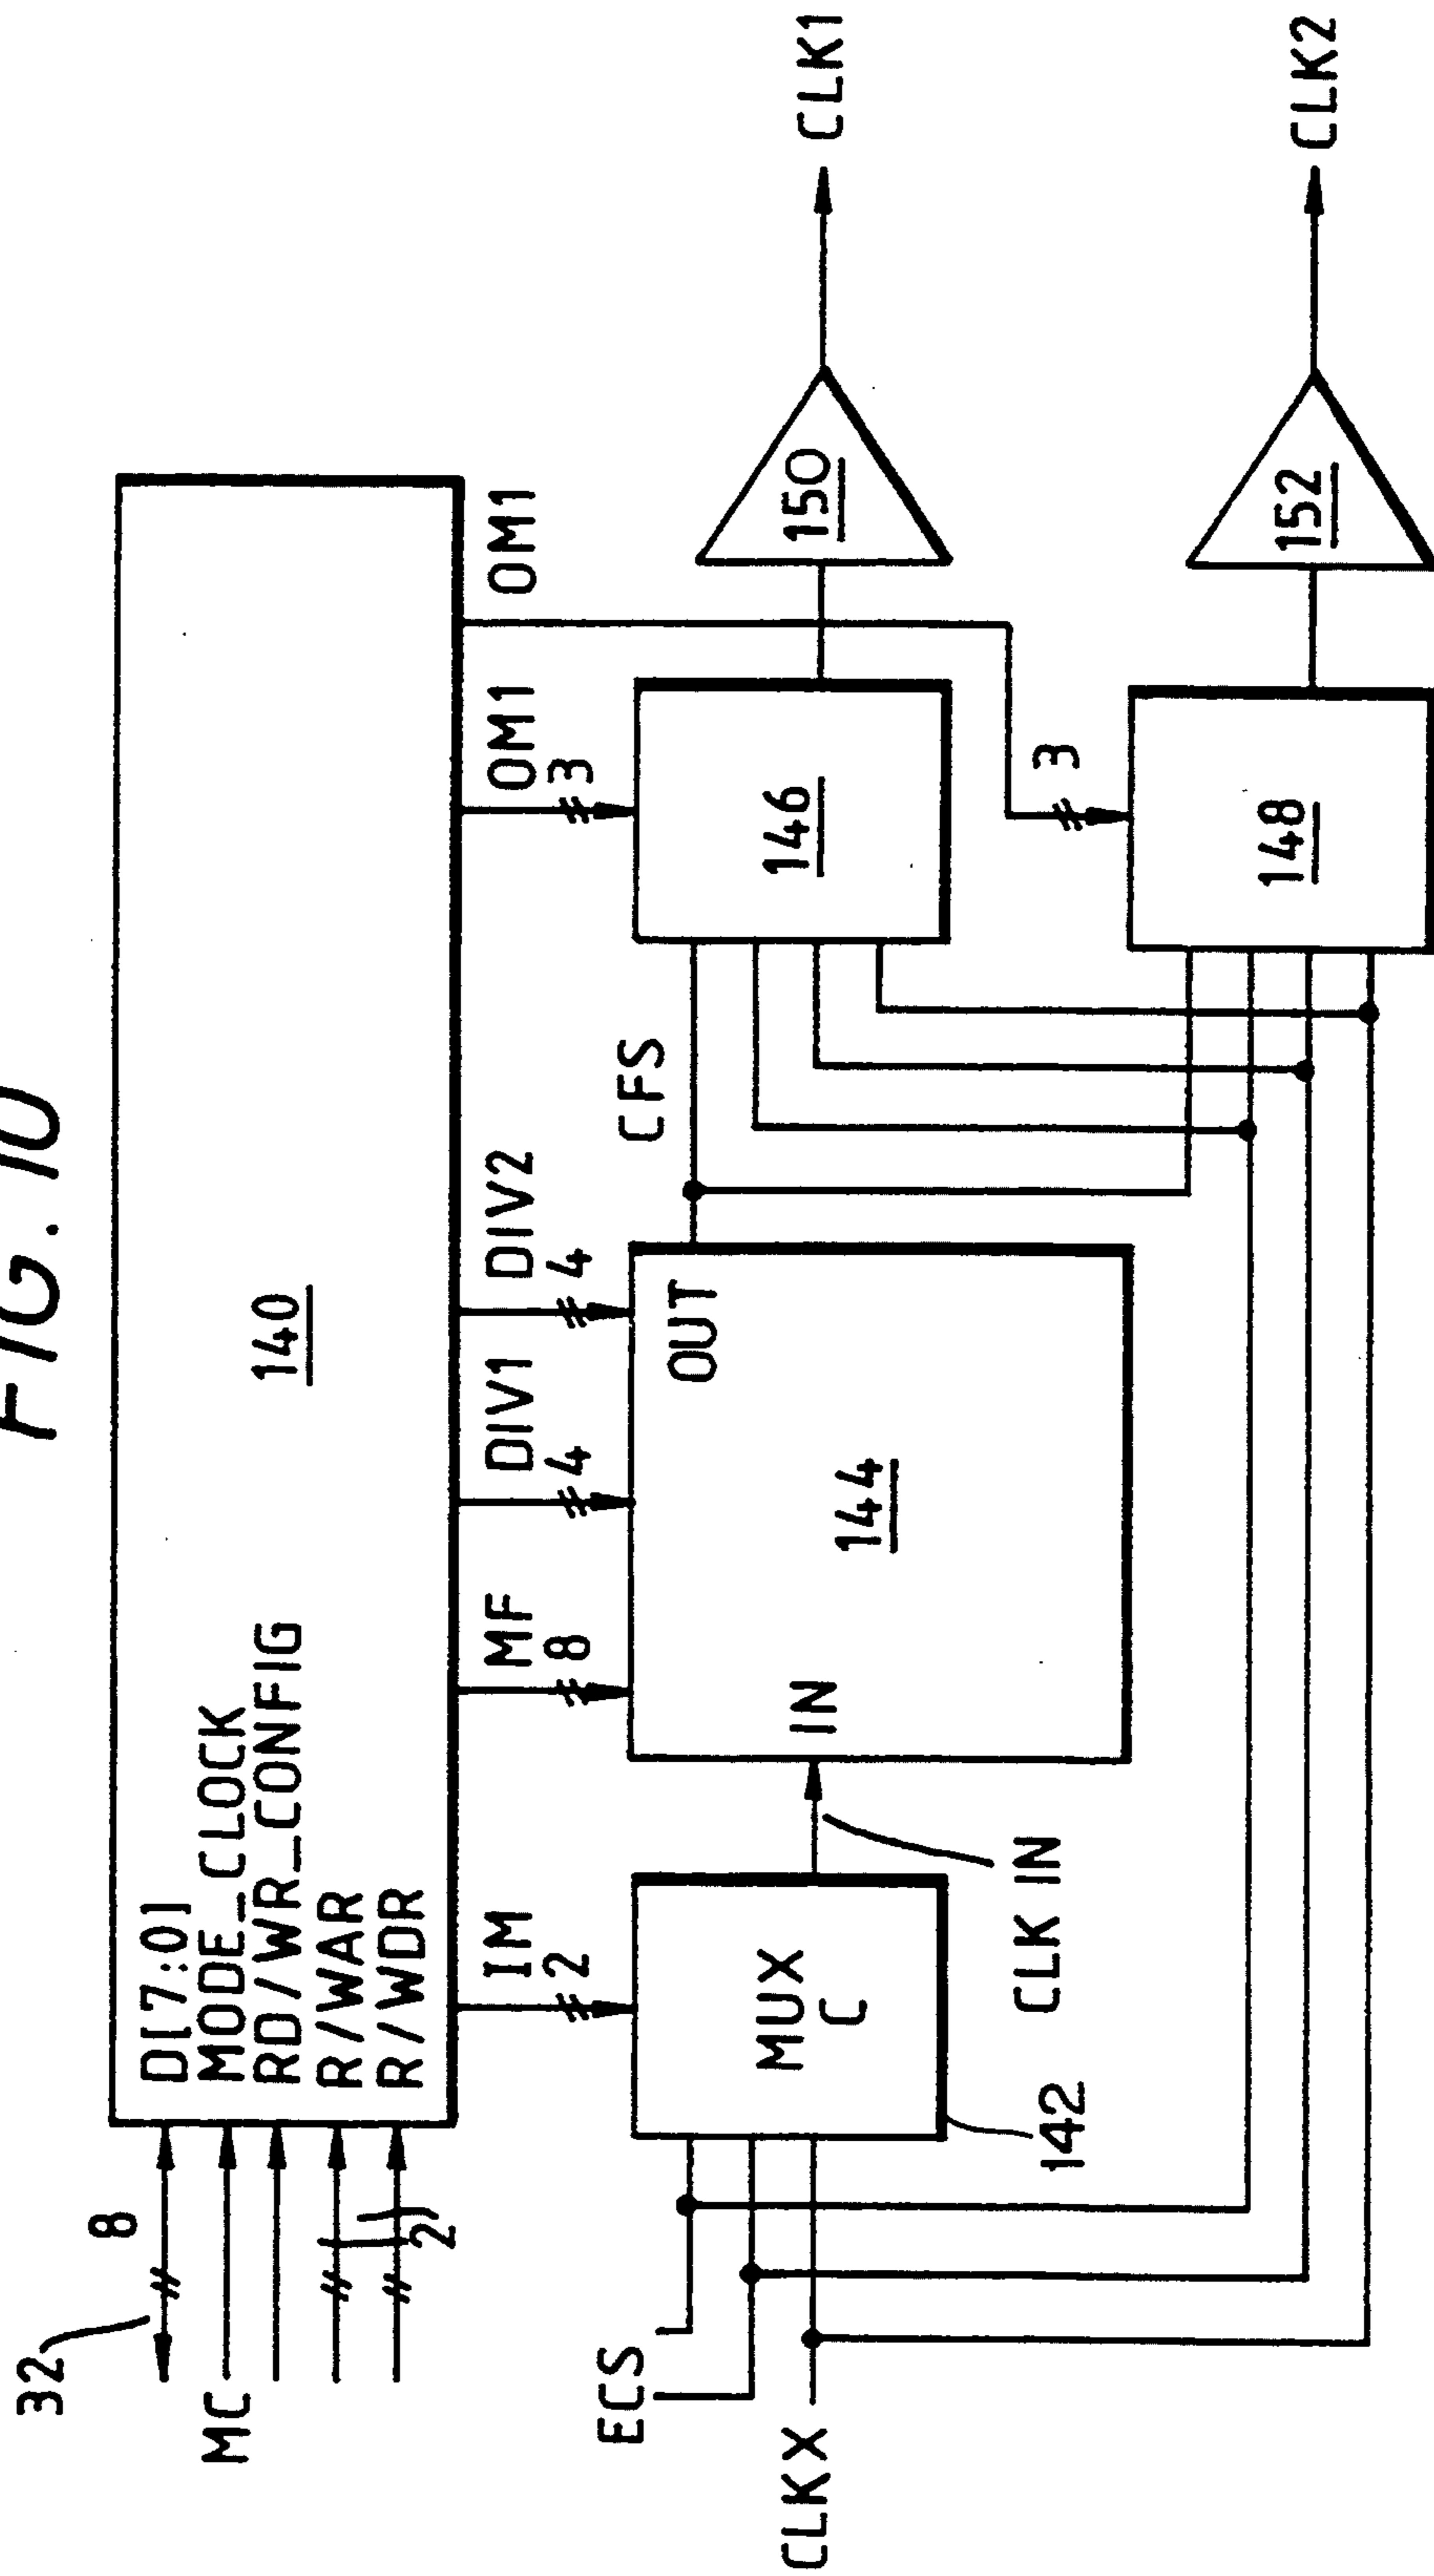 FIG. 10
32
8
D[7:0]
MC
MODE_CLOCK
RD/WR_CONFIG
R/WAR
R/WDR
2
140
IM
2
MF
8
DIV1
4
DIV2
4
OM1
3
OM1
3
ECS
CLKX
MUX
C
142
CLK IN
IN
144
OUT
CFS
146
148
150
152
CLK1
CLK2